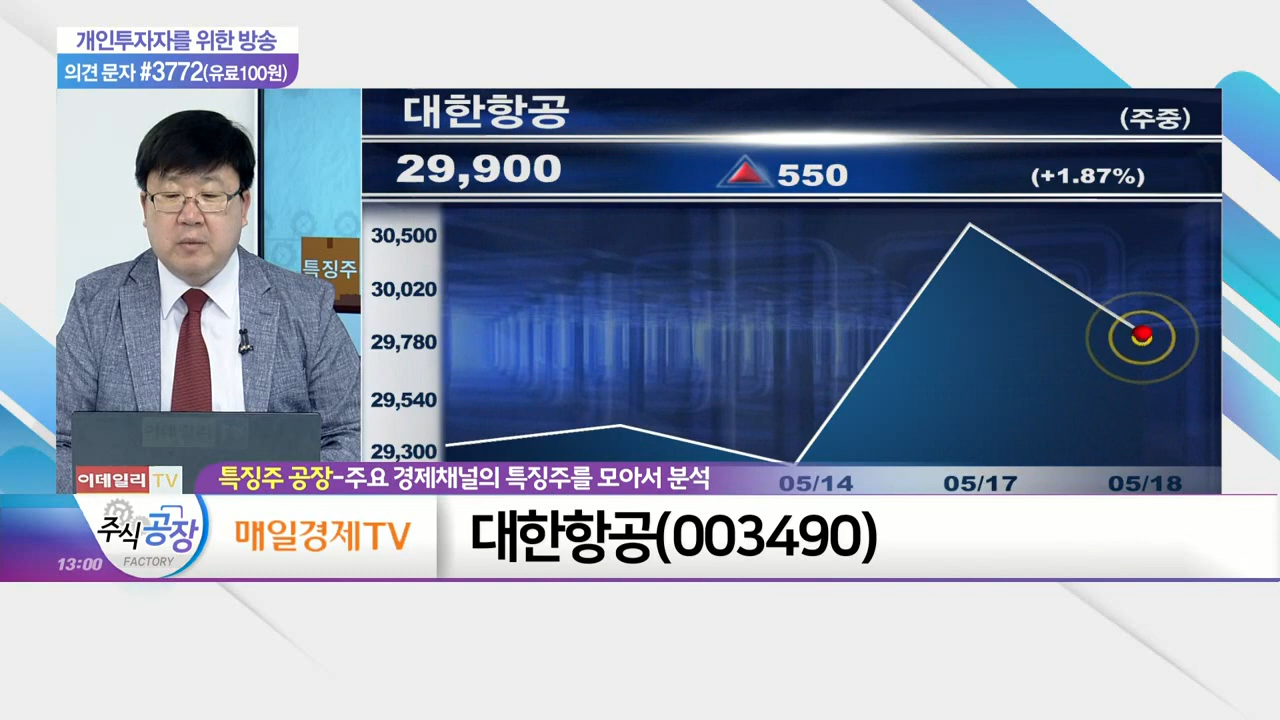 개인투자자를 위한 방송
의견 문자 #3772(유료100원)
대한항공
(주중)
29,900
550
(+1.87%)
특징주
30,500
30,020
29,780
29,540
29,300
05/14
05/17
05/18
이데일리 TV
특징주 공장-주요 경제채널의 특징주를 모아서 분석
주식공장
FACTORY
13:00
매일경제TV
대한항공(003490)